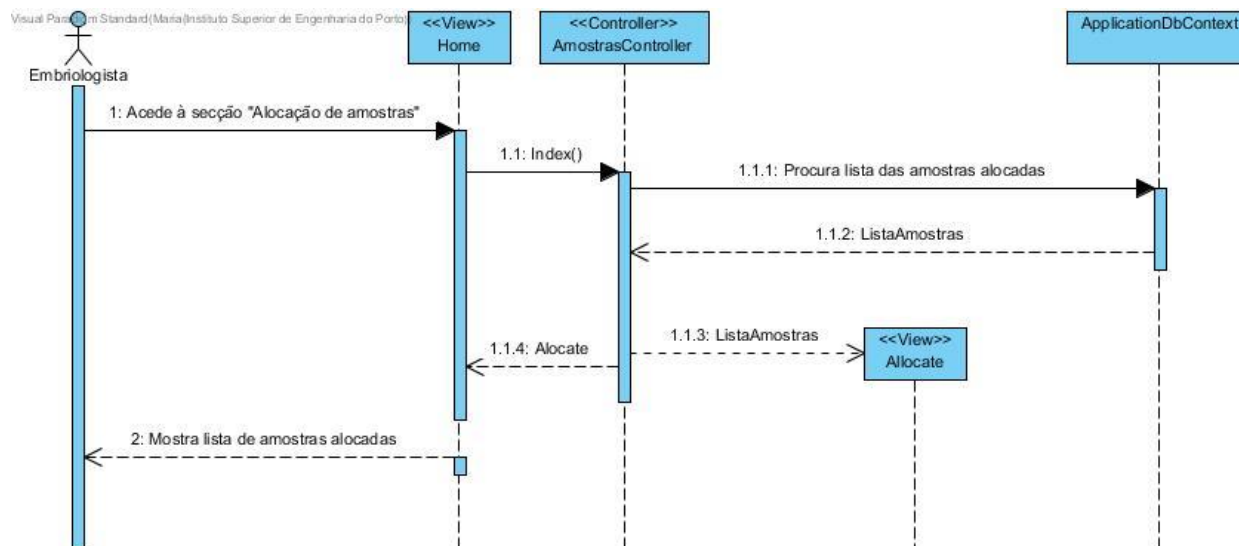 Visual Paradigm Standard(Maria(Instituto Superior de Engenharia do Porto))
<<View>>
Home
<<Controller>>
AmostrasController
ApplicationDbContext
Embriologista
1: Acede à secção "Alocação de amostras"
1.1: Index()
1.1.1: Procura lista das amostras alocadas
1.1.2: ListaAmostras
1.1.3: ListaAmostras
<<View>>
Allocate
1.1.4: Alocate
2: Mostra lista de amostras alocadas